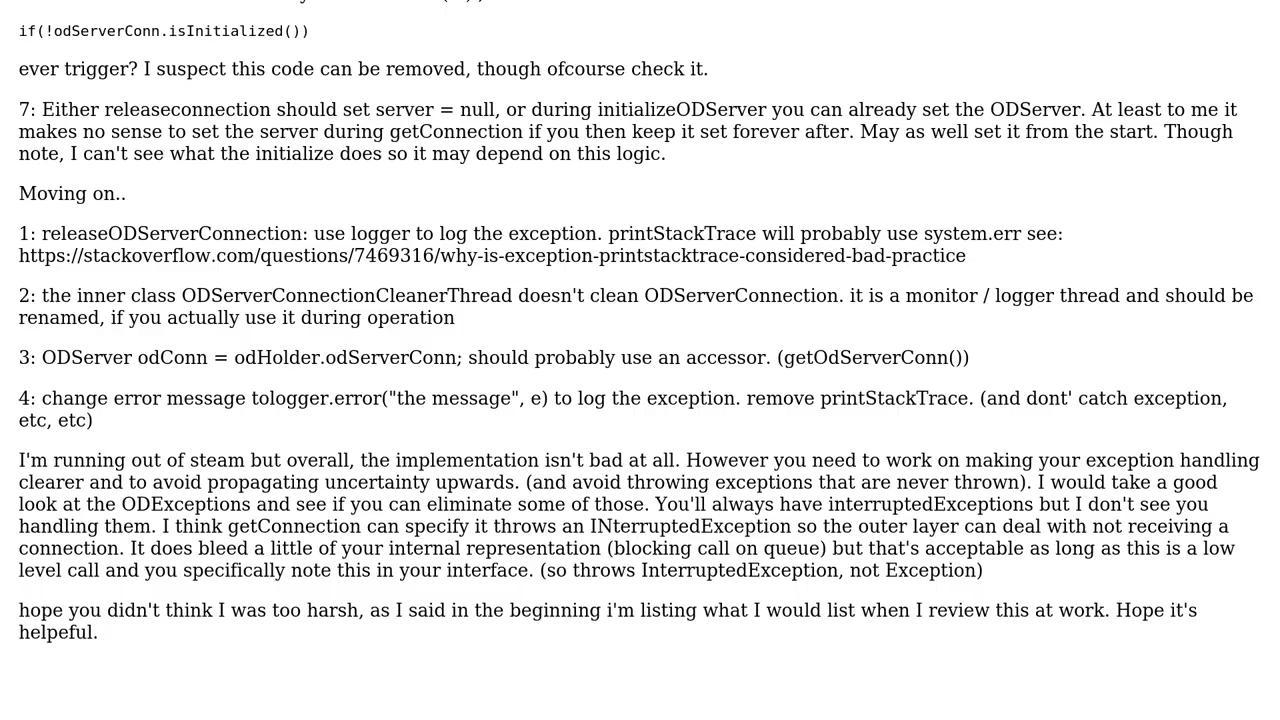 if(!odServerConn.isInitialized())
ever trigger? I suspect this code can be removed, though ofcourse check it.
7: Either releaseconnection should set server = null, or during initializeODServer you can already set the ODServer. At least to me it
makes no sense to set the server during getConnection if you then keep it set forever after. May as well set it from the start. Though
note, I can't see what the initialize does so it may depend on this logic.
Moving on..
1: releaseODServerConnection: use logger to log the exception. printStackTrace will probably use system.err see:
https://stackoverflow.com/questions/7469316/why-is-exception-printstacktrace-considered-bad-practice
2: the inner class ODServerConnectionCleanerThread doesn't clean ODServerConnection. it is a monitor / logger thread and should be
renamed, if you actually use it during operation
3: ODServer odConn = odHolder.odServerConn; should probably use an accessor. (getOdServerConn())
4: change error message tologger.error("the message", e) to log the exception. remove printStackTrace. (and dont' catch exception,
etc, etc)
I'm running out of steam but overall, the implementation isn't bad at all. However you need to work on making your exception handling
clearer and to avoid propagating uncertainty upwards. (and avoid throwing exceptions that are never thrown). I would take a good
look at the ODExceptions and see if you can eliminate some of those. You'll always have interruptedExceptions but I don't see you
handling them. I think getConnection can specify it throws an INterruptedException so the outer layer can deal with not receiving a
connection. It does bleed a little of your internal representation (blocking call on queue) but that's acceptable as long as this is a low
level call and you specifically note this in your interface. (so throws InterruptedException, not Exception)
hope you didn't think I was too harsh, as I said in the beginning i'm listing what I would list when I review this at work. Hope it's
helpeful.